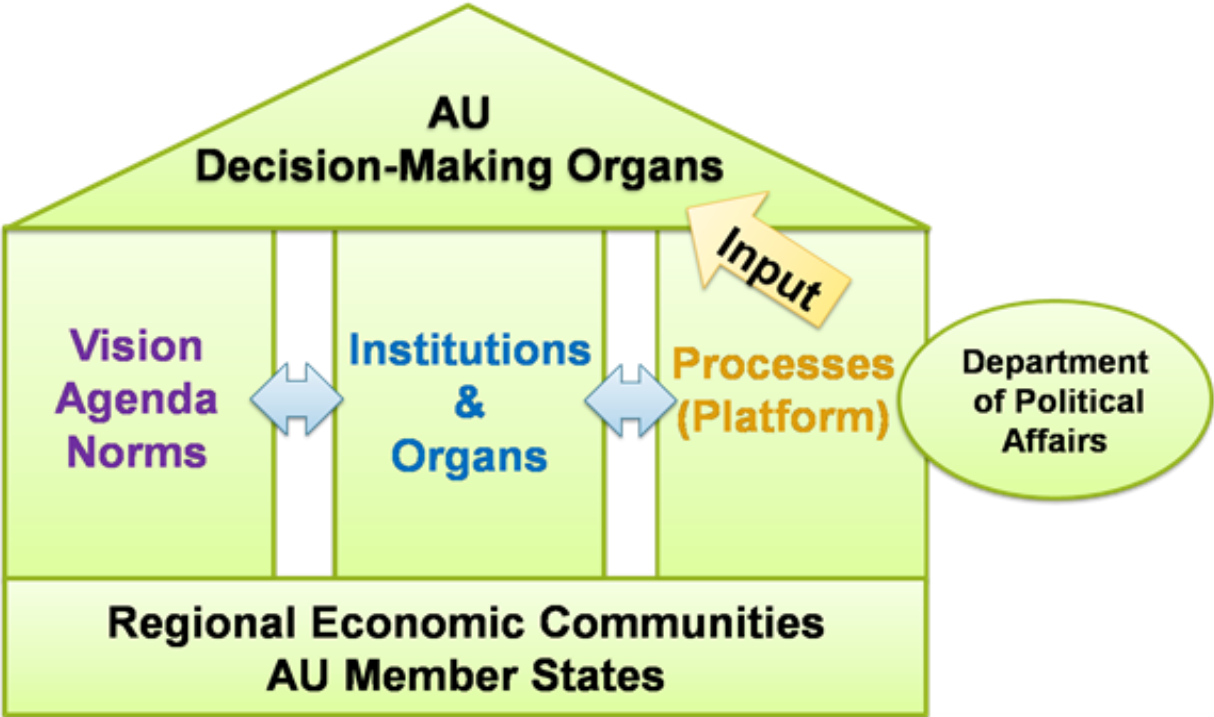 AU
Decision-Making Organs
Input
Vision
Agenda
Norms
Institutions
&
Organs
Processes
(Platform)
Department
of Political
Affairs
Regional Economic Communities
AU Member States